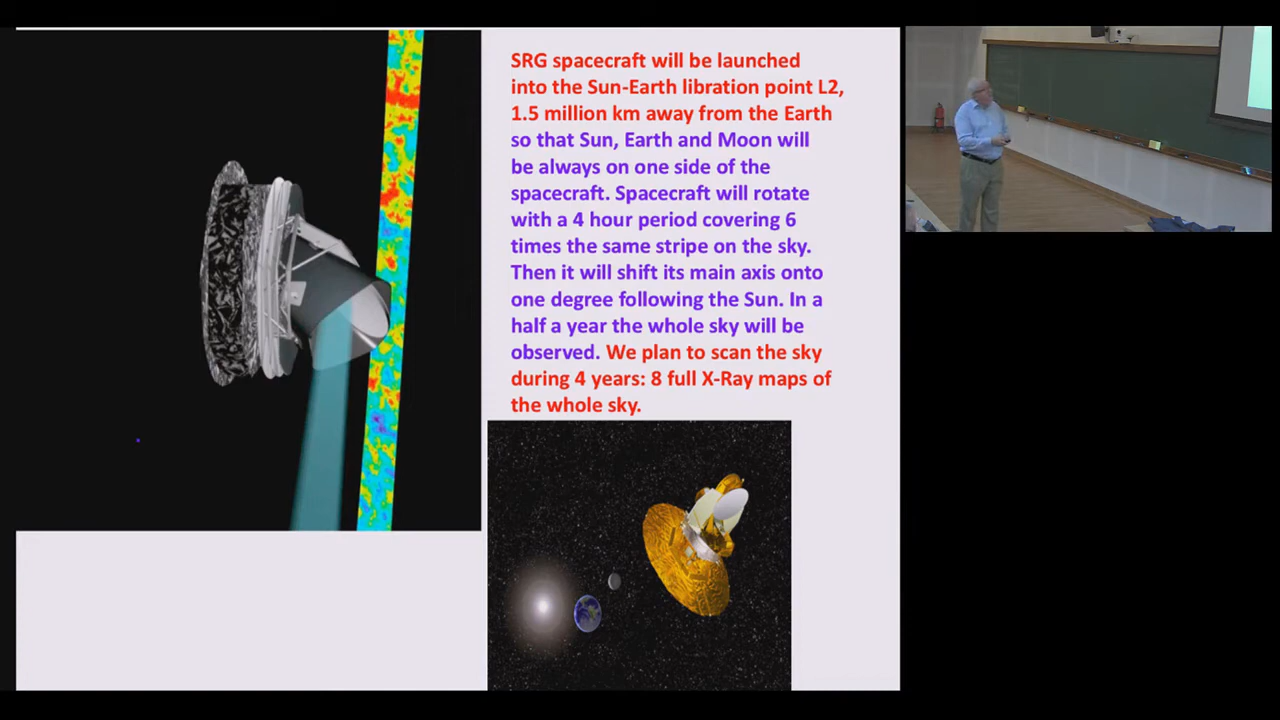 SRG spacecraft will be launched
into the Sun-Earth libration point L2,
1.5 million km away from the Earth
so that Sun, Earth and Moon will
be always on one side of the
spacecraft. Spacecraft will rotate
with a 4 hour period covering 6
times the same stripe on the sky.
Then it will shift its main axis onto
one degree following the Sun. In a
half a year the whole sky will be
observed. We plan to scan the sky
during 4 years: 8 full X-Ray maps of
the whole sky.